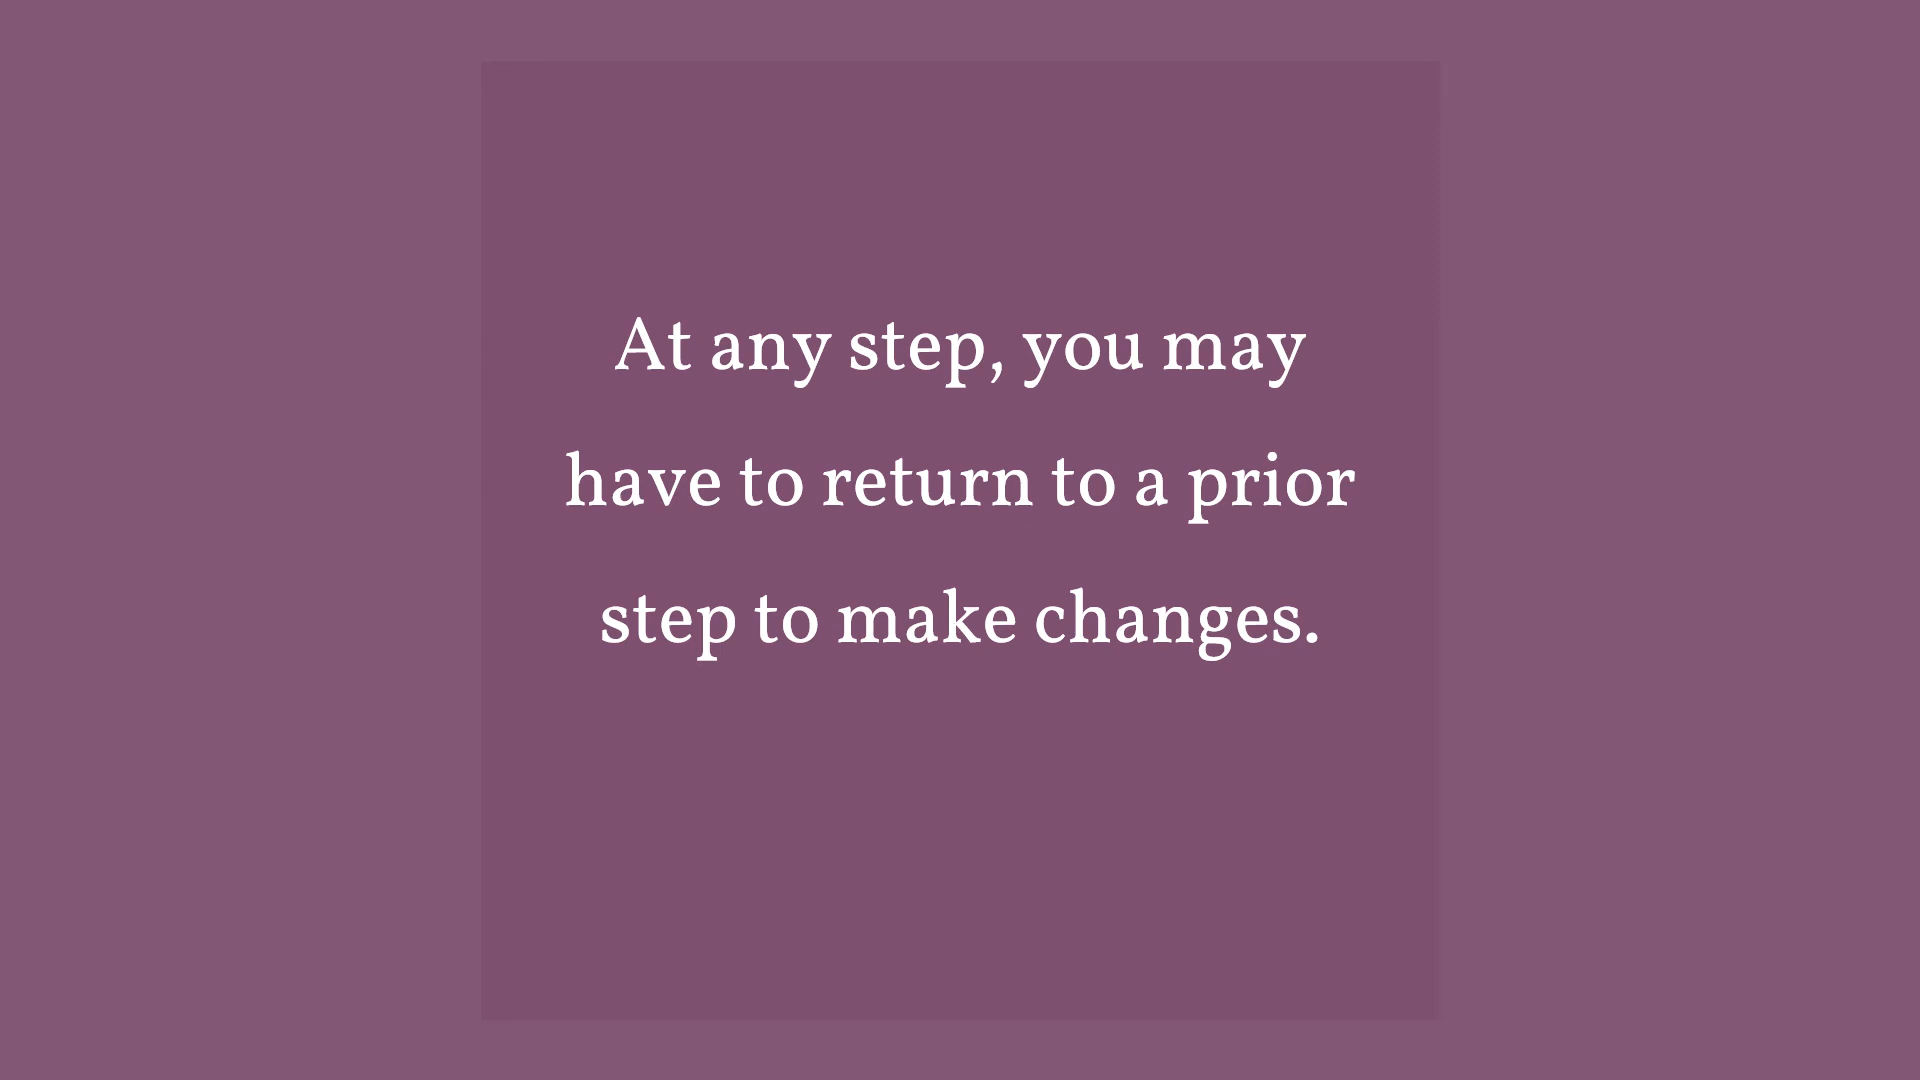 At any step, you may
have to return to a prior
step to make changes.